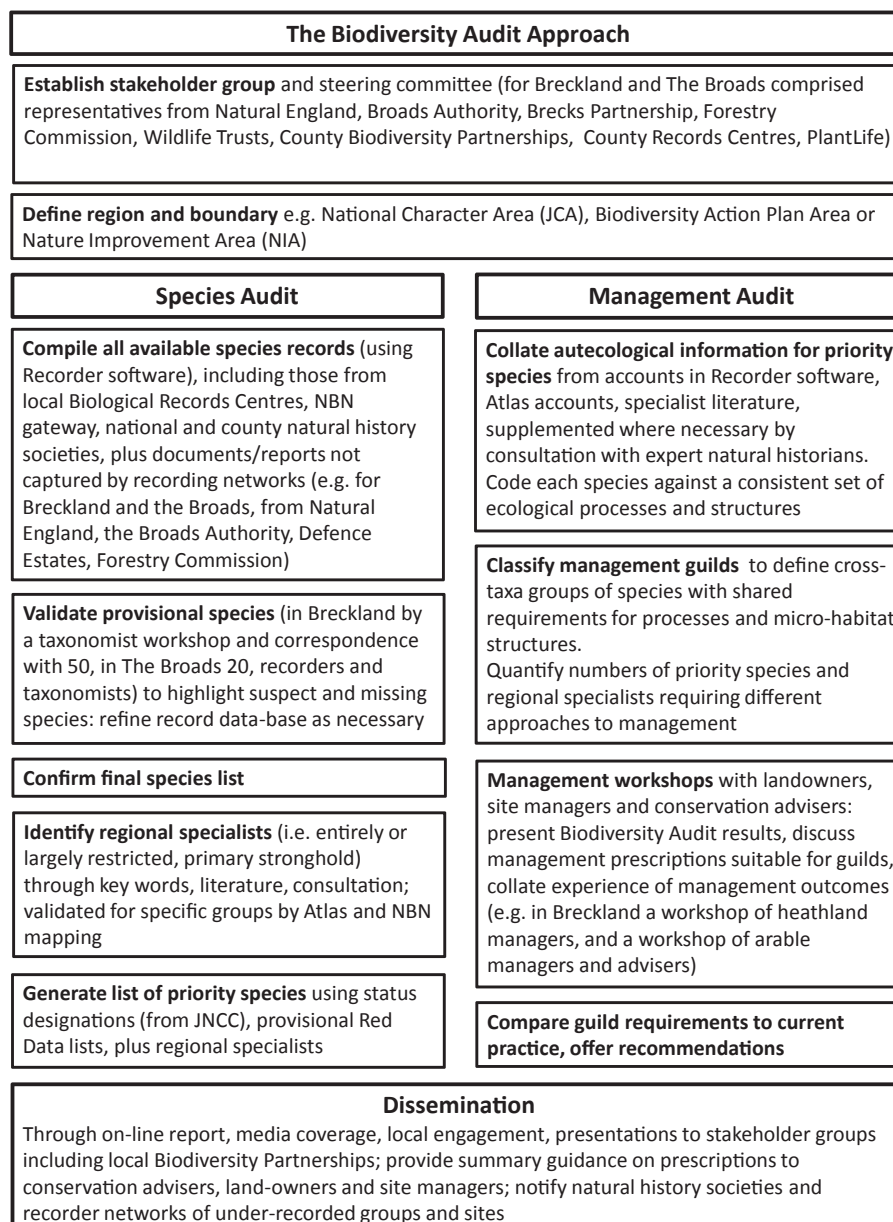 The Biodiversity Audit Approach
Establish stakeholder group and steering committee (for Breckland and The Broads comprised
representatives from Natural England, Broads Authority, Brecks Partnership, Forestry
Commission, Wildlife Trusts, County Biodiversity Partnerships, County Records Centres, PlantLife)
Define region and boundary e.g. National Character Area (JCA), Biodiversity Action Plan Area or
Nature Improvement Area (NIA)
Species Audit
Compile all available species records (using
Recorder software), including those from
local Biological Records Centres, NBN
gateway, national and county natural history
societies, plus documents/reports not
captured by recording networks (e.g. for
Breckland and the Broads, from Natural
England, the Broads Authority, Defence
Estates, Forestry Commission)
Validate provisional species (in Breckland by
a taxonomist workshop and correspondence
with 50, in The Broads 20, recorders and
taxonomists) to highlight suspect and missing
species: refine record data-base as necessary
Confirm final species list
Identify regional specialists (i.e. entirely or
largely restricted, primary stronghold)
through key words, literature, consultation;
validated for specific groups by Atlas and NBN
mapping
Generate list of priority species using status
designations (from JNCC), provisional Red
Data lists, plus regional specialists
Management Audit
Collate autecological information for priority
species from accounts in Recorder software,
Atlas accounts, specialist literature,
supplemented where necessary by
consultation with expert natural historians.
Code each species against a consistent set of
ecological processes and structures
Classify management guilds to define cross-
taxa groups of species with shared
requirements for processes and micro-habitat
structures.
Quantify numbers of priority species and
regional specialists requiring different
approaches to management
Management workshops with landowners,
site managers and conservation advisers:
present Biodiversity Audit results, discuss
management prescriptions suitable for guilds,
collate experience of management outcomes
(e.g. in Breckland a workshop of heathland
managers, and a workshop of arable
managers and advisers)
Compare guild requirements to current
practice, offer recommendations
Dissemination
Through on-line report, media coverage, local engagement, presentations to stakeholder groups
including local Biodiversity Partnerships; provide summary guidance on prescriptions to
conservation advisers, land-owners and site managers; notify natural history societies and
recorder networks of under-recorded groups and sites